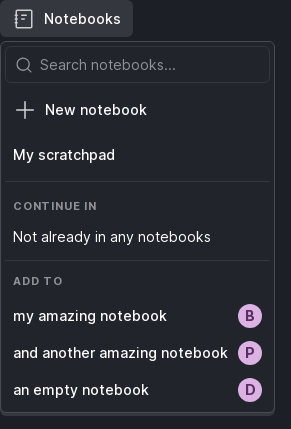 Notebooks
Search notebooks...
New notebook
My scratchpad
CONTINUE IN
Not already in any notebooks
ADD TO
my amazing notebook B
and another amazing notebook P
an empty notebook D